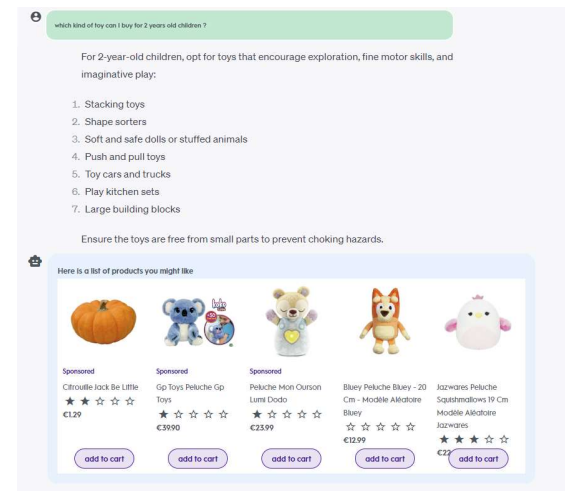 which kind of toy can I buy for 2 years old children ?
For 2-year-old children, opt for toys that encourage exploration, fine motor skills, and
imaginative play:
1. Stacking toys
2. Shape sorters
3. Soft and safe dolls or stuffed animals
4. Push and pull toys
5. Toy cars and trucks
6. Play kitchen sets
7. Large building blocks
Ensure the toys are free from small parts to prevent choking hazards.
Here is a list of products you might like
Sponsored
Citrouille Jack Be Little
€1.29
add to cart
Sponsored
Gp Toys Peluche Gp
Toys
€39.90
add to cart
Sponsored
Peluche Mon Ourson
Lumi Dodo
€23.99
add to cart
Bluey Peluche Bluey - 20
Cm - Modèle Aléatoire
Bluey
€12.99
add to cart
Jazwares Peluche
Squishmallows 19 Cm
Modèle Aléatoire
Jazwares
€22
add to cart